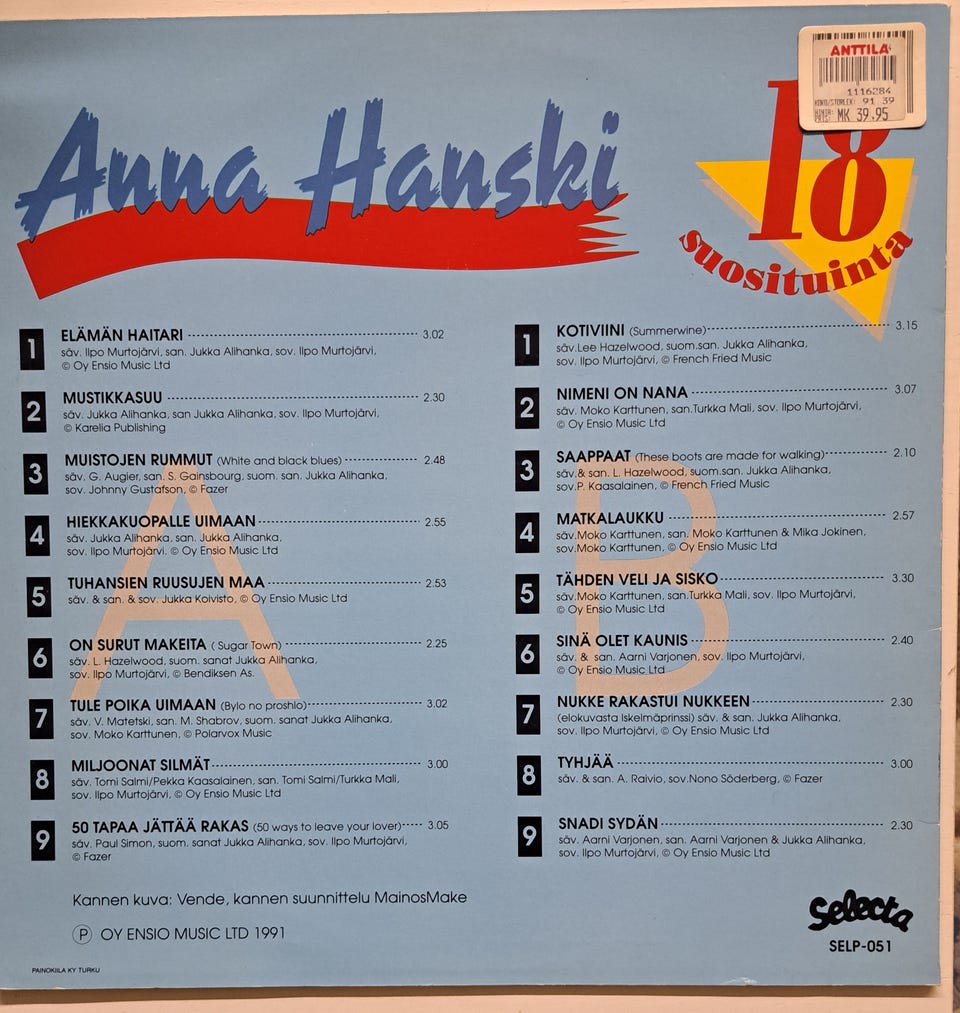 ANTTILA
1116284
KOKO/STORLEK: 91 39
HINTA:
PRIS: MK 39.95
Anna Hanski
18
suosituinta
1 ELÄMÄN HAITARI 3.02
säv. Ilpo Murtojärvi, san. Jukka Alihanka, sov. Ilpo Murtojärvi,
© Oy Ensio Music Ltd
2 MUSTIKKASUU 2.30
säv. Jukka Alihanka, san Jukka Alihanka, sov. Ilpo Murtojärvi,
© Karelia Publishing
3 MUISTOJEN RUMMUT (White and black blues) 2.48
säv. G. Augier, san. S. Gainsbourg, suom. san. Jukka Alihanka,
sov. Johnny Gustafson, © Fazer
4 HIEKKAKUOPALLE UIMAAN 2.55
säv. Jukka Alihanka, san. Jukka Alihanka,
sov. Ilpo Murtojärvi. © Oy Ensio Music Ltd
5 TUHANSIEN RUUSUJEN MAA 2.53
säv. & san. & sov. Jukka Koivisto, © Oy Ensio Music Ltd
6 ON SURUT MAKEITA ( Sugar Town) 2.25
säv. L. Hazelwood, suom. sanat Jukka Alihanka,
sov. Ilpo Murtojärvi, © Bendiksen As.
7 TULE POIKA UIMAAN (Bylo no proshlo) 3.02
säv. V. Matetski, san. M. Shabrov, suom. sanat Jukka Alihanka,
sov. Moko Karttunen, © Polarvox Music
8 MILJOONAT SILMÄT 3.00
säv. Tomi Salmi/Pekka Kaasalainen, san. Tomi Salmi/Turkka Mali,
sov. Ilpo Murtojärvi, © Oy Ensio Music Ltd
9 50 TAPAA JÄTTÄÄ RAKAS (50 ways to leave your lover) 3.05
säv. Paul Simon, suom. sanat Jukka Alihanka, sov. Ilpo Murtojärvi,
© Fazer
A
1 KOTIVIINI (Summerwine) 3.15
säv.Lee Hazelwood, suom.san. Jukka Alihanka,
sov. Ilpo Murtojärvi, © French Fried Music
2 NIMENI ON NANA 3.07
säv. Moko Karttunen, san.Turkka Mali, sov. Ilpo Murtojärvi,
© Oy Ensio Music Ltd
3 SAAPPAAT (These boots are made for walking) 2.10
säv.& san. L. Hazelwood, suom.san. Jukka Alihanka,
sov.P. Kaasalainen, © French Fried Music
4 MATKALAUKKU 2.57
säv.Moko Karttunen, san. Moko Karttunen & Mika Jokinen,
sov.Moko Karttunen, © Oy Ensio Music Ltd
5 TÄHDEN VELI JA SISKO 3.30
säv.Moko Karttunen, san.Turkka Mali, sov. Ilpo Murtojärvi,
© Oy Ensio Music Ltd
6 SINÄ OLET KAUNIS 2.40
säv. & san. Aarni Varjonen, sov. Ilpo Murtojärvi,
© Oy Ensio Music Ltd
7 NUKKE RAKASTUI NUKKEEN 2.30
(elokuvasta Iskelmäprinssi) säv. & san. Jukka Alihanka,
sov. Ilpo Murtojärvi, © Oy Ensio Music Ltd
8 TYHJÄÄ 3.00
säv. & san. A. Raivio, sov.Nono Söderberg, © Fazer
9 SNADI SYDÄN 2.30
säv. Aarni Varjonen, san. Aarni Varjonen & Jukka Alihanka,
sov. Ilpo Murtojärvi, © Oy Ensio Music Ltd
B
Kannen kuva: Vende, kannen suunnittelu MainosMake
Ⓟ OY ENSIO MUSIC LTD 1991
Selecta
SELP-051
PAINOKIILA KY TURKU